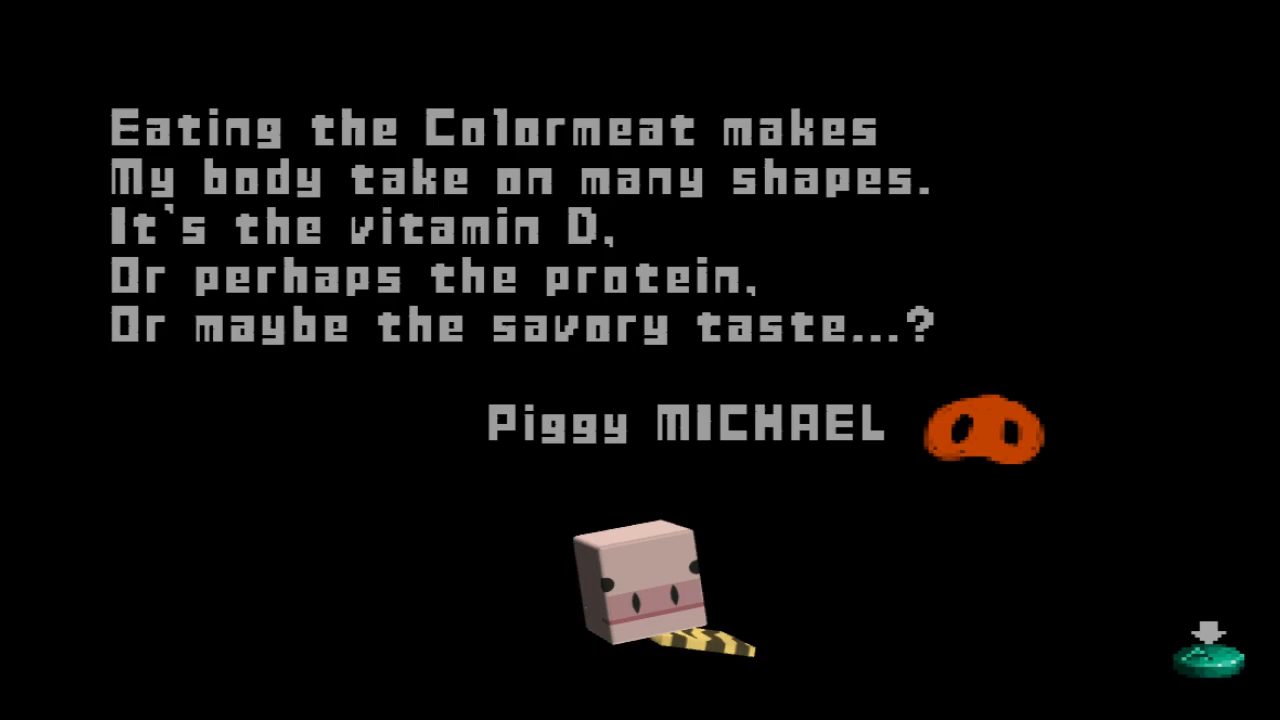 Eating the Colormeat makes
My body take on many shapes.
It's the vitamin D,
Or perhaps the protein,
Or maybe the savory taste...?
Piggy MICHAEL